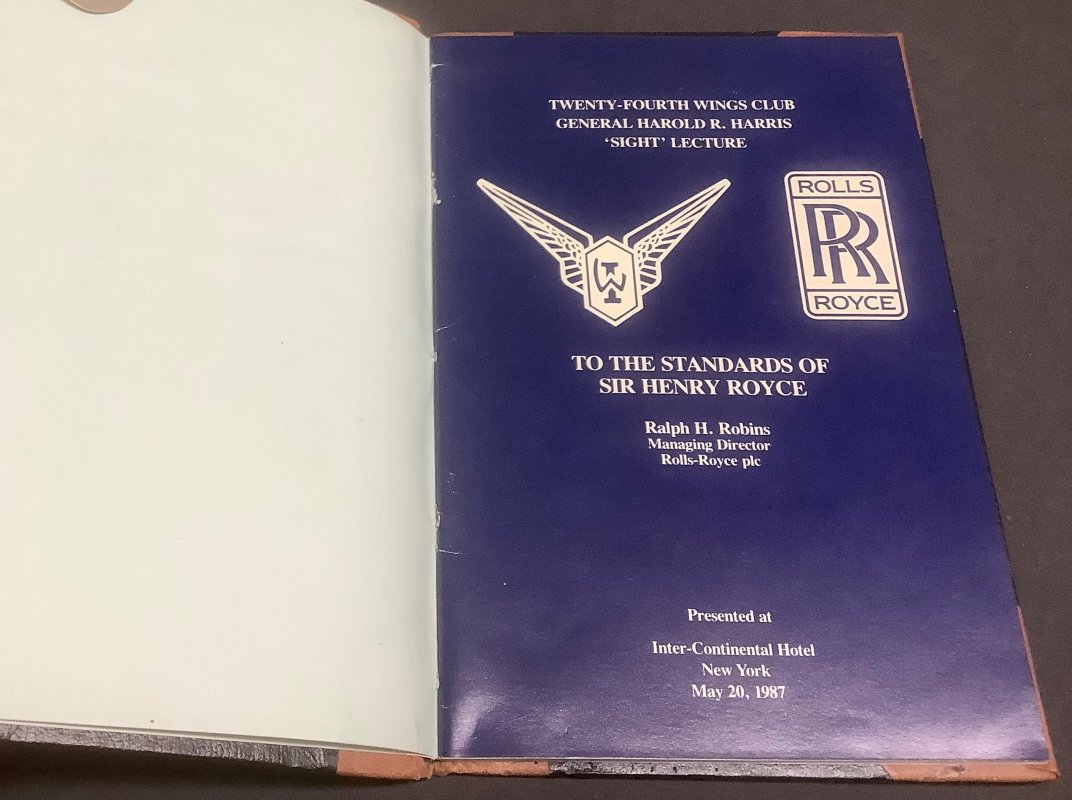 TWENTY-FOURTH WINGS CLUB
GENERAL HAROLD R. HARRIS
‘SIGHT’ LECTURE
W
ROLLS
RR
ROYCE
TO THE STANDARDS OF
SIR HENRY ROYCE
Ralph H. Robins
Managing Director
Rolls-Royce plc
Presented at
Inter-Continental Hotel
New York
May 20, 1987